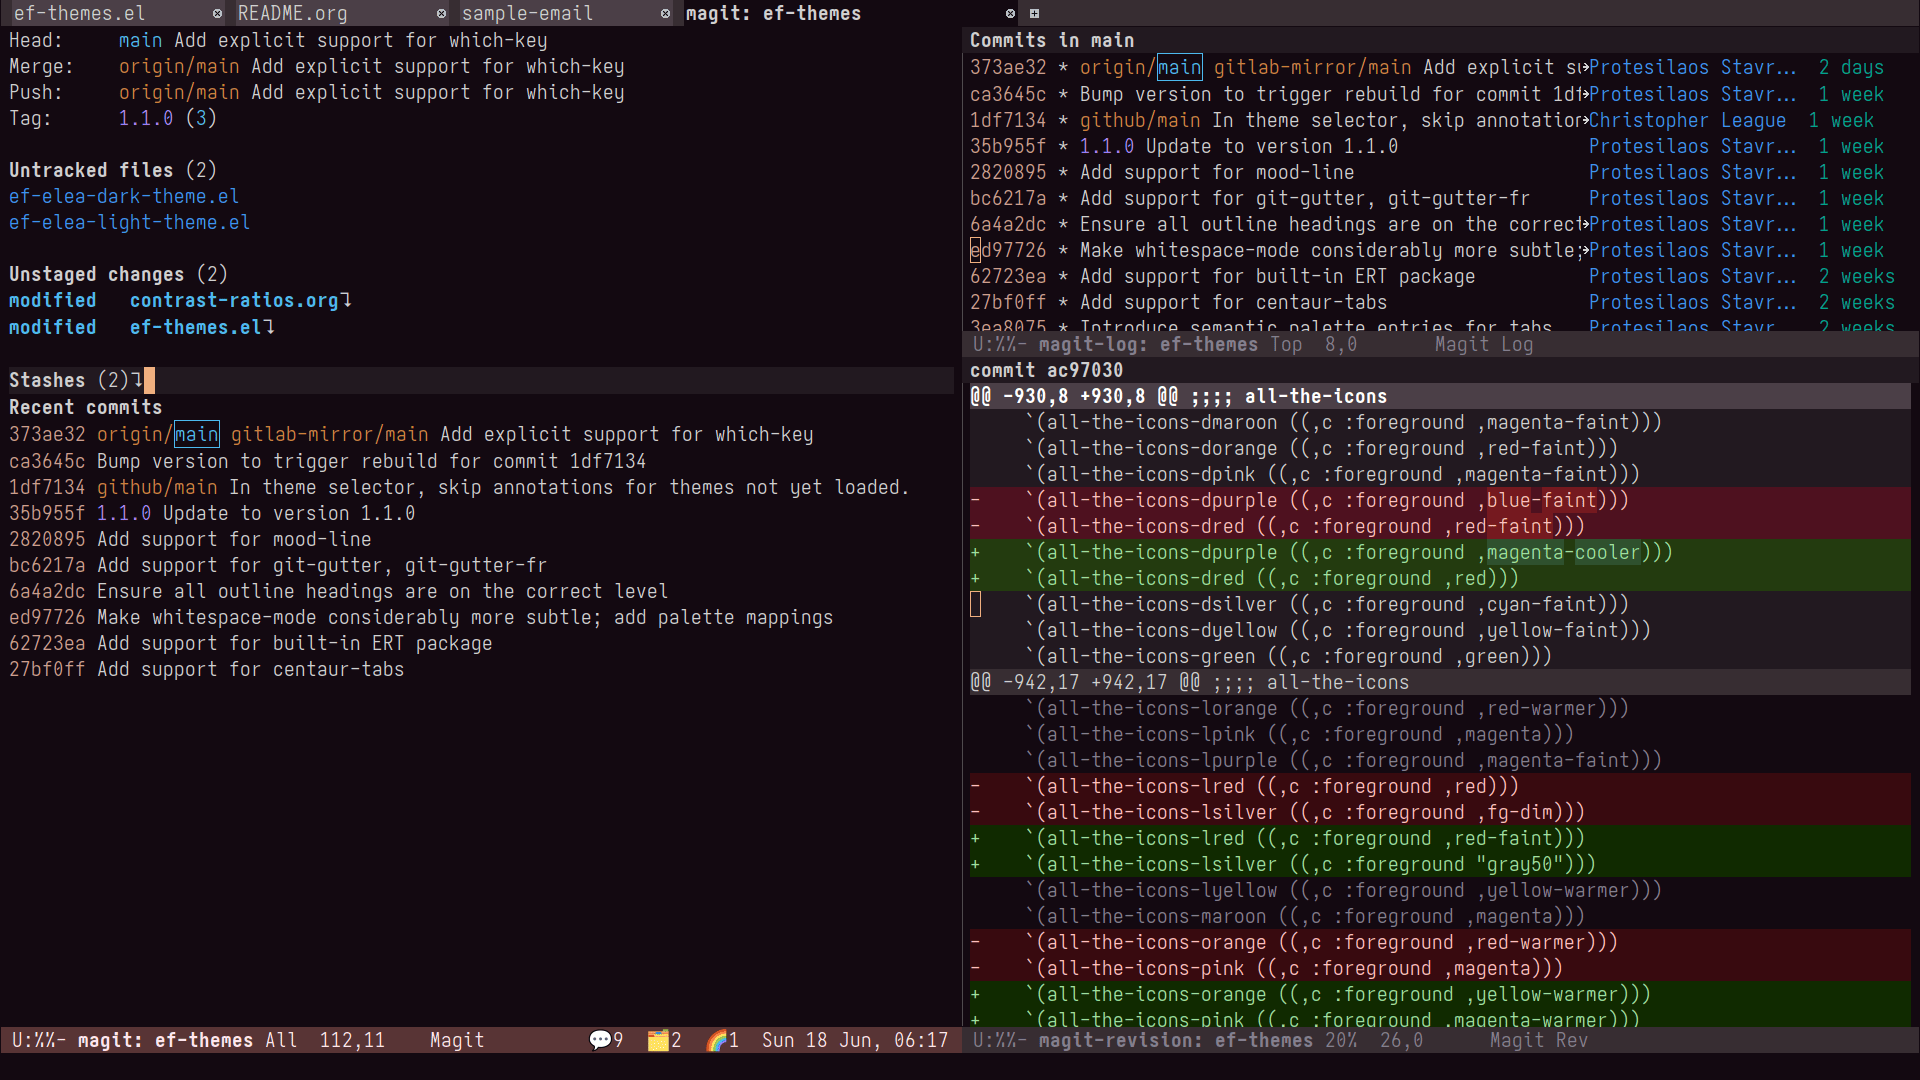 ef-themes.el README.org sample-email magit: ef-themes
Head: main Add explicit support for which-key
Merge: origin/main Add explicit support for which-key
Push: origin/main Add explicit support for which-key
Tag: 1.1.0 (3)
Untracked files (2)
ef-elea-dark-theme.el
ef-elea-light-theme.el
Unstaged changes (2)
modified contrast-ratios.org
modified ef-themes.el
Stashes (2)
Recent commits
373ae32 origin/main gitlab-mirror/main Add explicit support for which-key
ca3645c Bump version to trigger rebuild for commit 1df7134
1df7134 github/main In theme selector, skip annotations for themes not yet loaded.
35b955f 1.1.0 Update to version 1.1.0
2820895 Add support for mood-line
bc6217a Add support for git-gutter, git-gutter-fr
6a4a2dc Ensure all outline headings are on the correct level
ed97726 Make whitespace-mode considerably more subtle; add palette mappings
62723ea Add support for built-in ERT package
27bf0ff Add support for centaur-tabs
U:%%- magit: ef-themes All 112,11 Magit 💬9 🗂️2 🌈1 Sun 18 Jun, 06:17
Commits in main
373ae32 * origin/main gitlab-mirror/main Add explicit su Protesilaos Stavr... 2 days
ca3645c * Bump version to trigger rebuild for commit 1df Protesilaos Stavr... 1 week
1df7134 * github/main In theme selector, skip annotation Christopher League 1 week
35b955f * 1.1.0 Update to version 1.1.0 Protesilaos Stavr... 1 week
2820895 * Add support for mood-line Protesilaos Stavr... 1 week
bc6217a * Add support for git-gutter, git-gutter-fr Protesilaos Stavr... 1 week
6a4a2dc * Ensure all outline headings are on the correct Protesilaos Stavr... 1 week
ed97726 * Make whitespace-mode considerably more subtle; Protesilaos Stavr... 1 week
62723ea * Add support for built-in ERT package Protesilaos Stavr... 2 weeks
27bf0ff * Add support for centaur-tabs Protesilaos Stavr... 2 weeks
3ea8075 * Introduce semantic palette entries for tabs Protesilaos Stavr... 2 weeks
U:%%- magit-log: ef-themes Top 8,0 Magit Log
commit ac97030
@@ -930,8 +930,8 @@ ;;;; all-the-icons
`(all-the-icons-dmaroon ((,c :foreground ,magenta-faint)))
`(all-the-icons-dorange ((,c :foreground ,red-faint)))
`(all-the-icons-dpink ((,c :foreground ,magenta-faint)))
- `(all-the-icons-dpurple ((,c :foreground ,blue-faint)))
- `(all-the-icons-dred ((,c :foreground ,red-faint)))
+ `(all-the-icons-dpurple ((,c :foreground ,magenta-cooler)))
+ `(all-the-icons-dred ((,c :foreground ,red)))
`(all-the-icons-dsilver ((,c :foreground ,cyan-faint)))
`(all-the-icons-dyellow ((,c :foreground ,yellow-faint)))
`(all-the-icons-green ((,c :foreground ,green)))
@@ -942,17 +942,17 @@ ;;;; all-the-icons
`(all-the-icons-lorange ((,c :foreground ,red-warmer)))
`(all-the-icons-lpink ((,c :foreground ,magenta)))
`(all-the-icons-lpurple ((,c :foreground ,magenta-faint)))
- `(all-the-icons-lred ((,c :foreground ,red)))
- `(all-the-icons-lsilver ((,c :foreground ,fg-dim)))
+ `(all-the-icons-lred ((,c :foreground ,red-faint)))
+ `(all-the-icons-lsilver ((,c :foreground "gray50")))
`(all-the-icons-lyellow ((,c :foreground ,yellow-warmer)))
`(all-the-icons-maroon ((,c :foreground ,magenta)))
- `(all-the-icons-orange ((,c :foreground ,red-warmer)))
- `(all-the-icons-pink ((,c :foreground ,magenta)))
+ `(all-the-icons-orange ((,c :foreground ,yellow-warmer)))
+ `(all-the-icons-pink ((,c :foreground ,magenta-warmer)))
U:%%- magit-revision: ef-themes 20% 26,0 Magit Rev